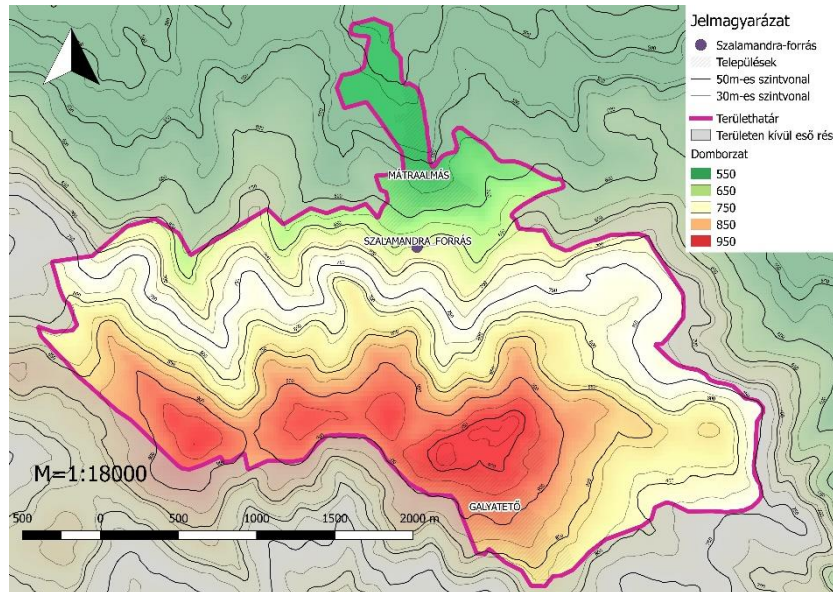 Jelmagyarázat
Szalamandra-forrás
Települések
50m-es szintvonal
30m-es szintvonal
Területhatár
Területen kívül eső rés
Domborzat
550
650
750
850
950
MÁTRAALMÁS
SZALAMANDRA_FORRÁS
GALYATETŐ
M=1:18000
500 0 500 1000 1500 2000 m